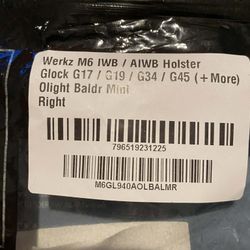 Werkz M6 IWB / AIWB Holster
Glock G17 / G19 / G34 / G45 (+More)
Olight Baldr Mini
Right
796519231225
M6GL940AOLBALMR